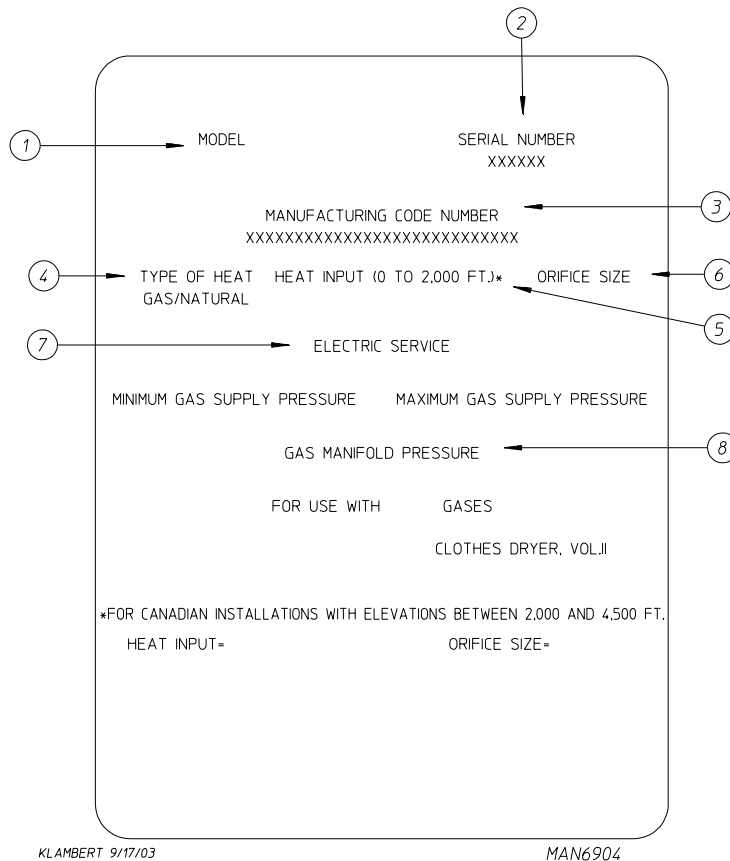 2
1 MODEL SERIAL NUMBER
XXXXXX
3
MANUFACTURING CODE NUMBER
XXXXXXXXXXXXXXXXXXXXXXXXXXXX
4 TYPE OF HEAT HEAT INPUT (0 TO 2,000 FT.)* ORIFICE SIZE 6
GAS/NATURAL
5
7 ELECTRIC SERVICE
MINIMUM GAS SUPPLY PRESSURE MAXIMUM GAS SUPPLY PRESSURE
GAS MANIFOLD PRESSURE 8
FOR USE WITH GASES
CLOTHES DRYER, VOL.II
*FOR CANADIAN INSTALLATIONS WITH ELEVATIONS BETWEEN 2,000 AND 4,500 FT.
HEAT INPUT= ORIFICE SIZE=
KLAMBERT 9/17/03 MAN6904